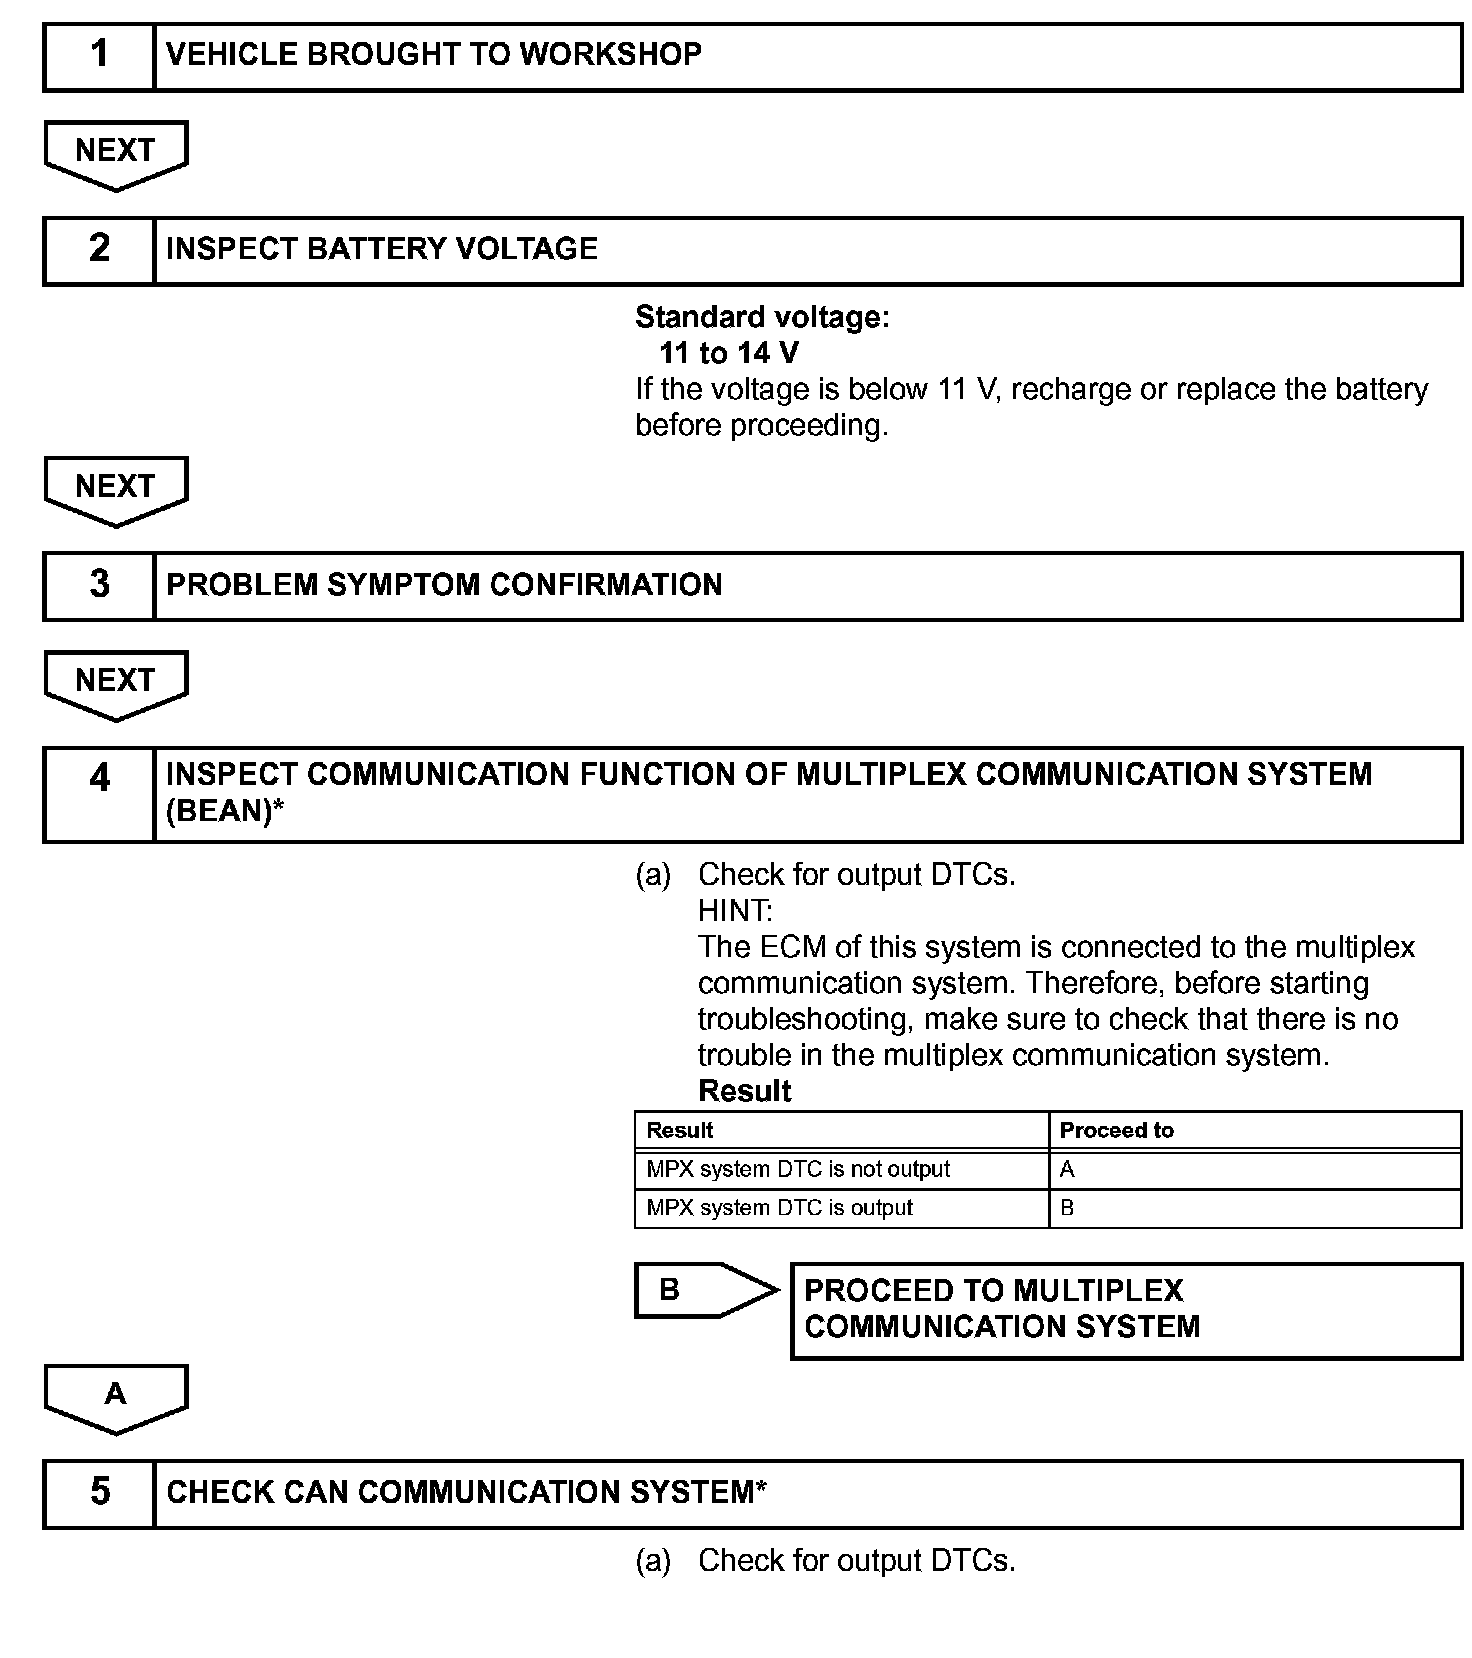 1 VEHICLE BROUGHT TO WORKSHOP
NEXT
2 INSPECT BATTERY VOLTAGE
Standard voltage:
11 to 14 V
If the voltage is below 11 V, recharge or replace the battery
before proceeding.
NEXT
3 PROBLEM SYMPTOM CONFIRMATION
NEXT
4 INSPECT COMMUNICATION FUNCTION OF MULTIPLEX COMMUNICATION SYSTEM
(BEAN)*
(a) Check for output DTCs.
HINT:
The ECM of this system is connected to the multiplex
communication system. Therefore, before starting
troubleshooting, make sure to check that there is no
trouble in the multiplex communication system.
Result
Result Proceed to
MPX system DTC is not output A
MPX system DTC is output B
B PROCEED TO MULTIPLEX
COMMUNICATION SYSTEM
A
5 CHECK CAN COMMUNICATION SYSTEM*
(a) Check for output DTCs.